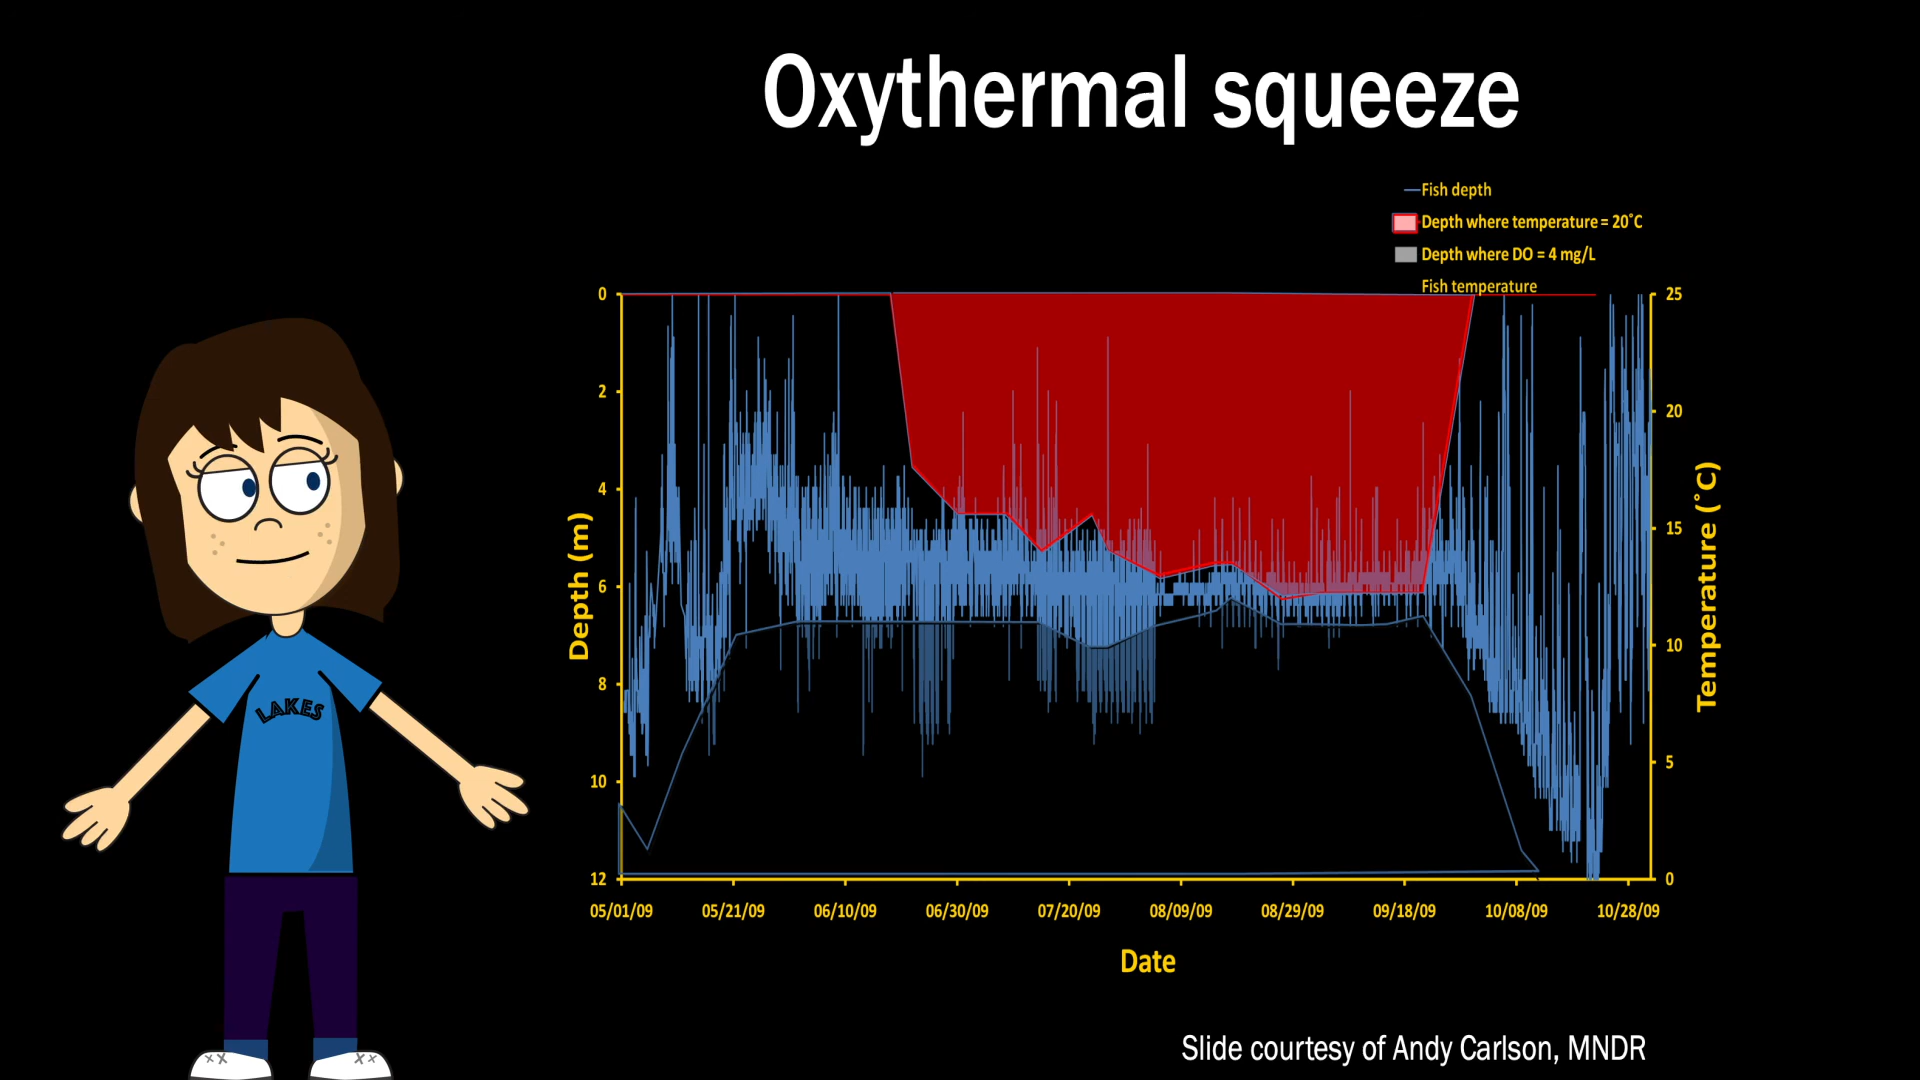 Oxythermal squeeze
Fish depth
Depth where temperature = 20˚C
Depth where DO = 4 mg/L
Fish temperature
0
2
4
6
8
10
12
Depth (m)
25
20
15
10
5
0
Temperature (˚C)
05/01/09 05/21/09 06/10/09 06/30/09 07/20/09 08/09/09 08/29/09 09/18/09 10/08/09 10/28/09
Date
LAKES
Slide courtesy of Andy Carlson, MNDR